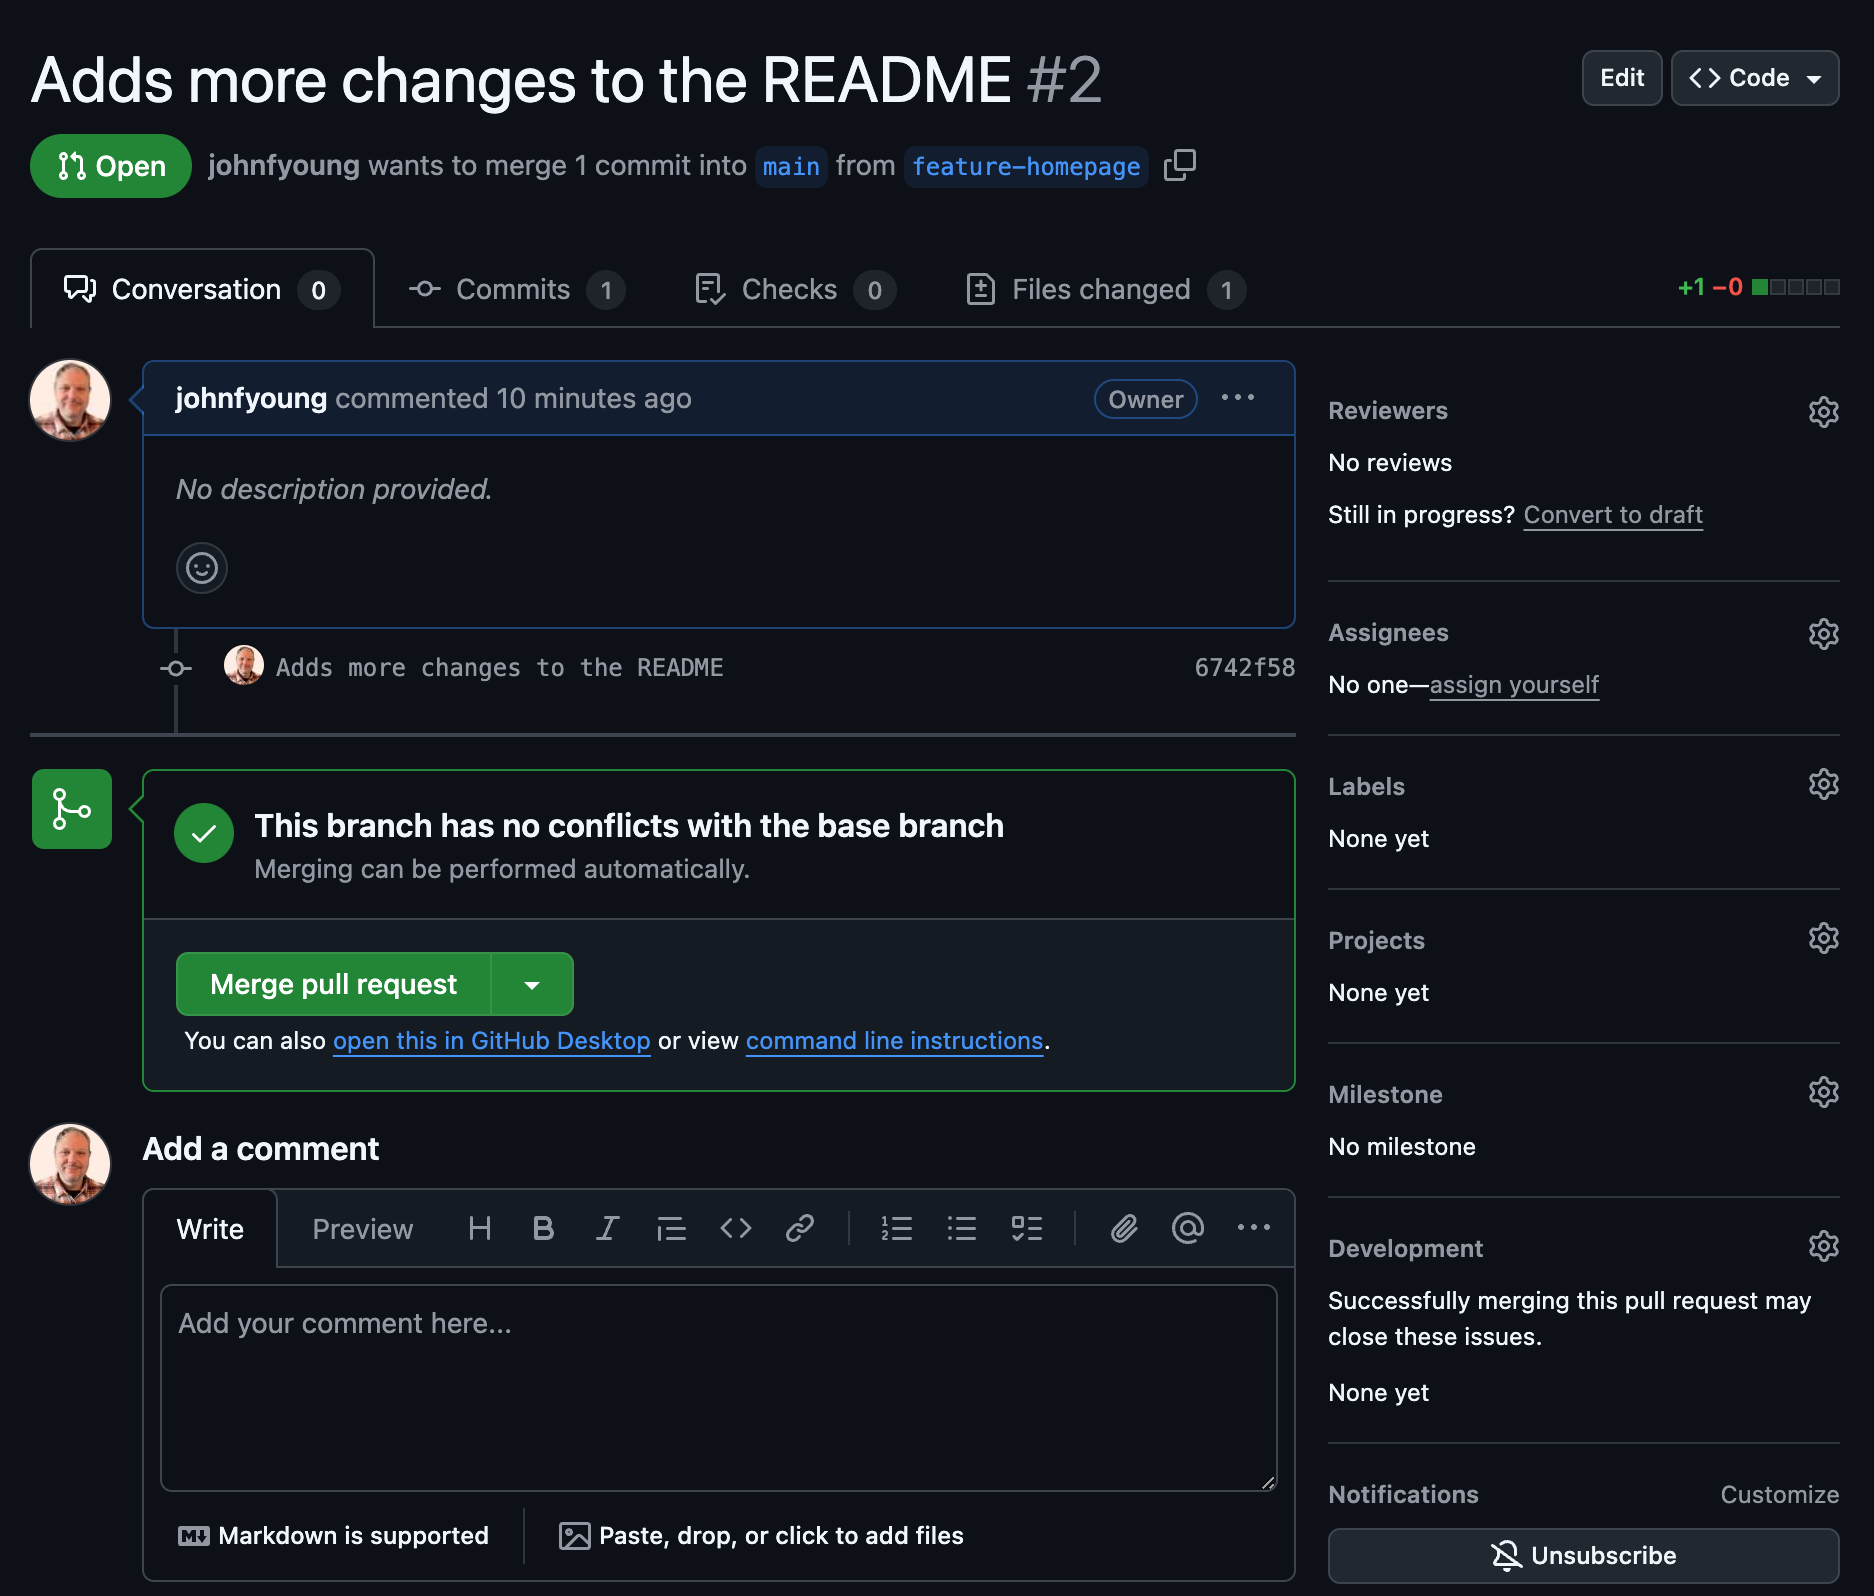 Adds more changes to the README #2
Edit
Code
Open
johnfyoung wants to merge 1 commit into main from feature-homepage
Conversation 0
Commits 1
Checks 0
Files changed 1
+1 −0
johnfyoung commented 10 minutes ago
Owner
No description provided.
Adds more changes to the README
6742f58
This branch has no conflicts with the base branch
Merging can be performed automatically.
Merge pull request
You can also open this in GitHub Desktop or view command line instructions.
Add a comment
Write
Preview
Add your comment here...
Markdown is supported
Paste, drop, or click to add files
Reviewers
No reviews
Still in progress? Convert to draft
Assignees
No one—assign yourself
Labels
None yet
Projects
None yet
Milestone
No milestone
Development
Successfully merging this pull request may
close these issues.
None yet
Notifications
Customize
Unsubscribe